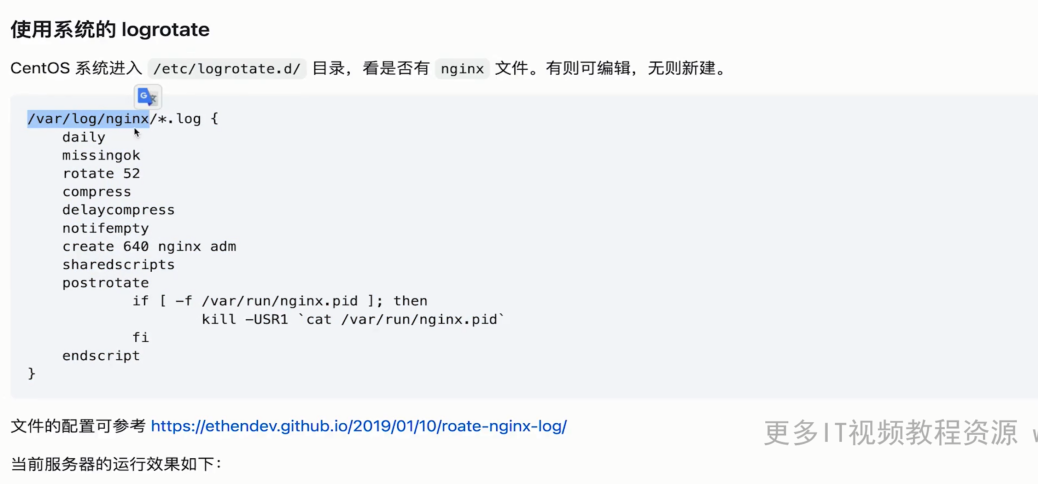 使用系统的 logrotate
CentOS 系统进入 /etc/logrotate.d/ 目录，看是否有 nginx 文件。有则可编辑，无则新建。
/var/log/nginx/*.log {
daily
missingok
rotate 52
compress
delaycompress
notifempty
create 640 nginx adm
sharedscripts
postrotate
if [ -f /var/run/nginx.pid ]; then
kill -USR1 `cat /var/run/nginx.pid`
fi
endscript
}
文件的配置可参考 https://ethendev.github.io/2019/01/10/roate-nginx-log/
更多IT视频教程资源 w
当前服务器的运行效果如下：